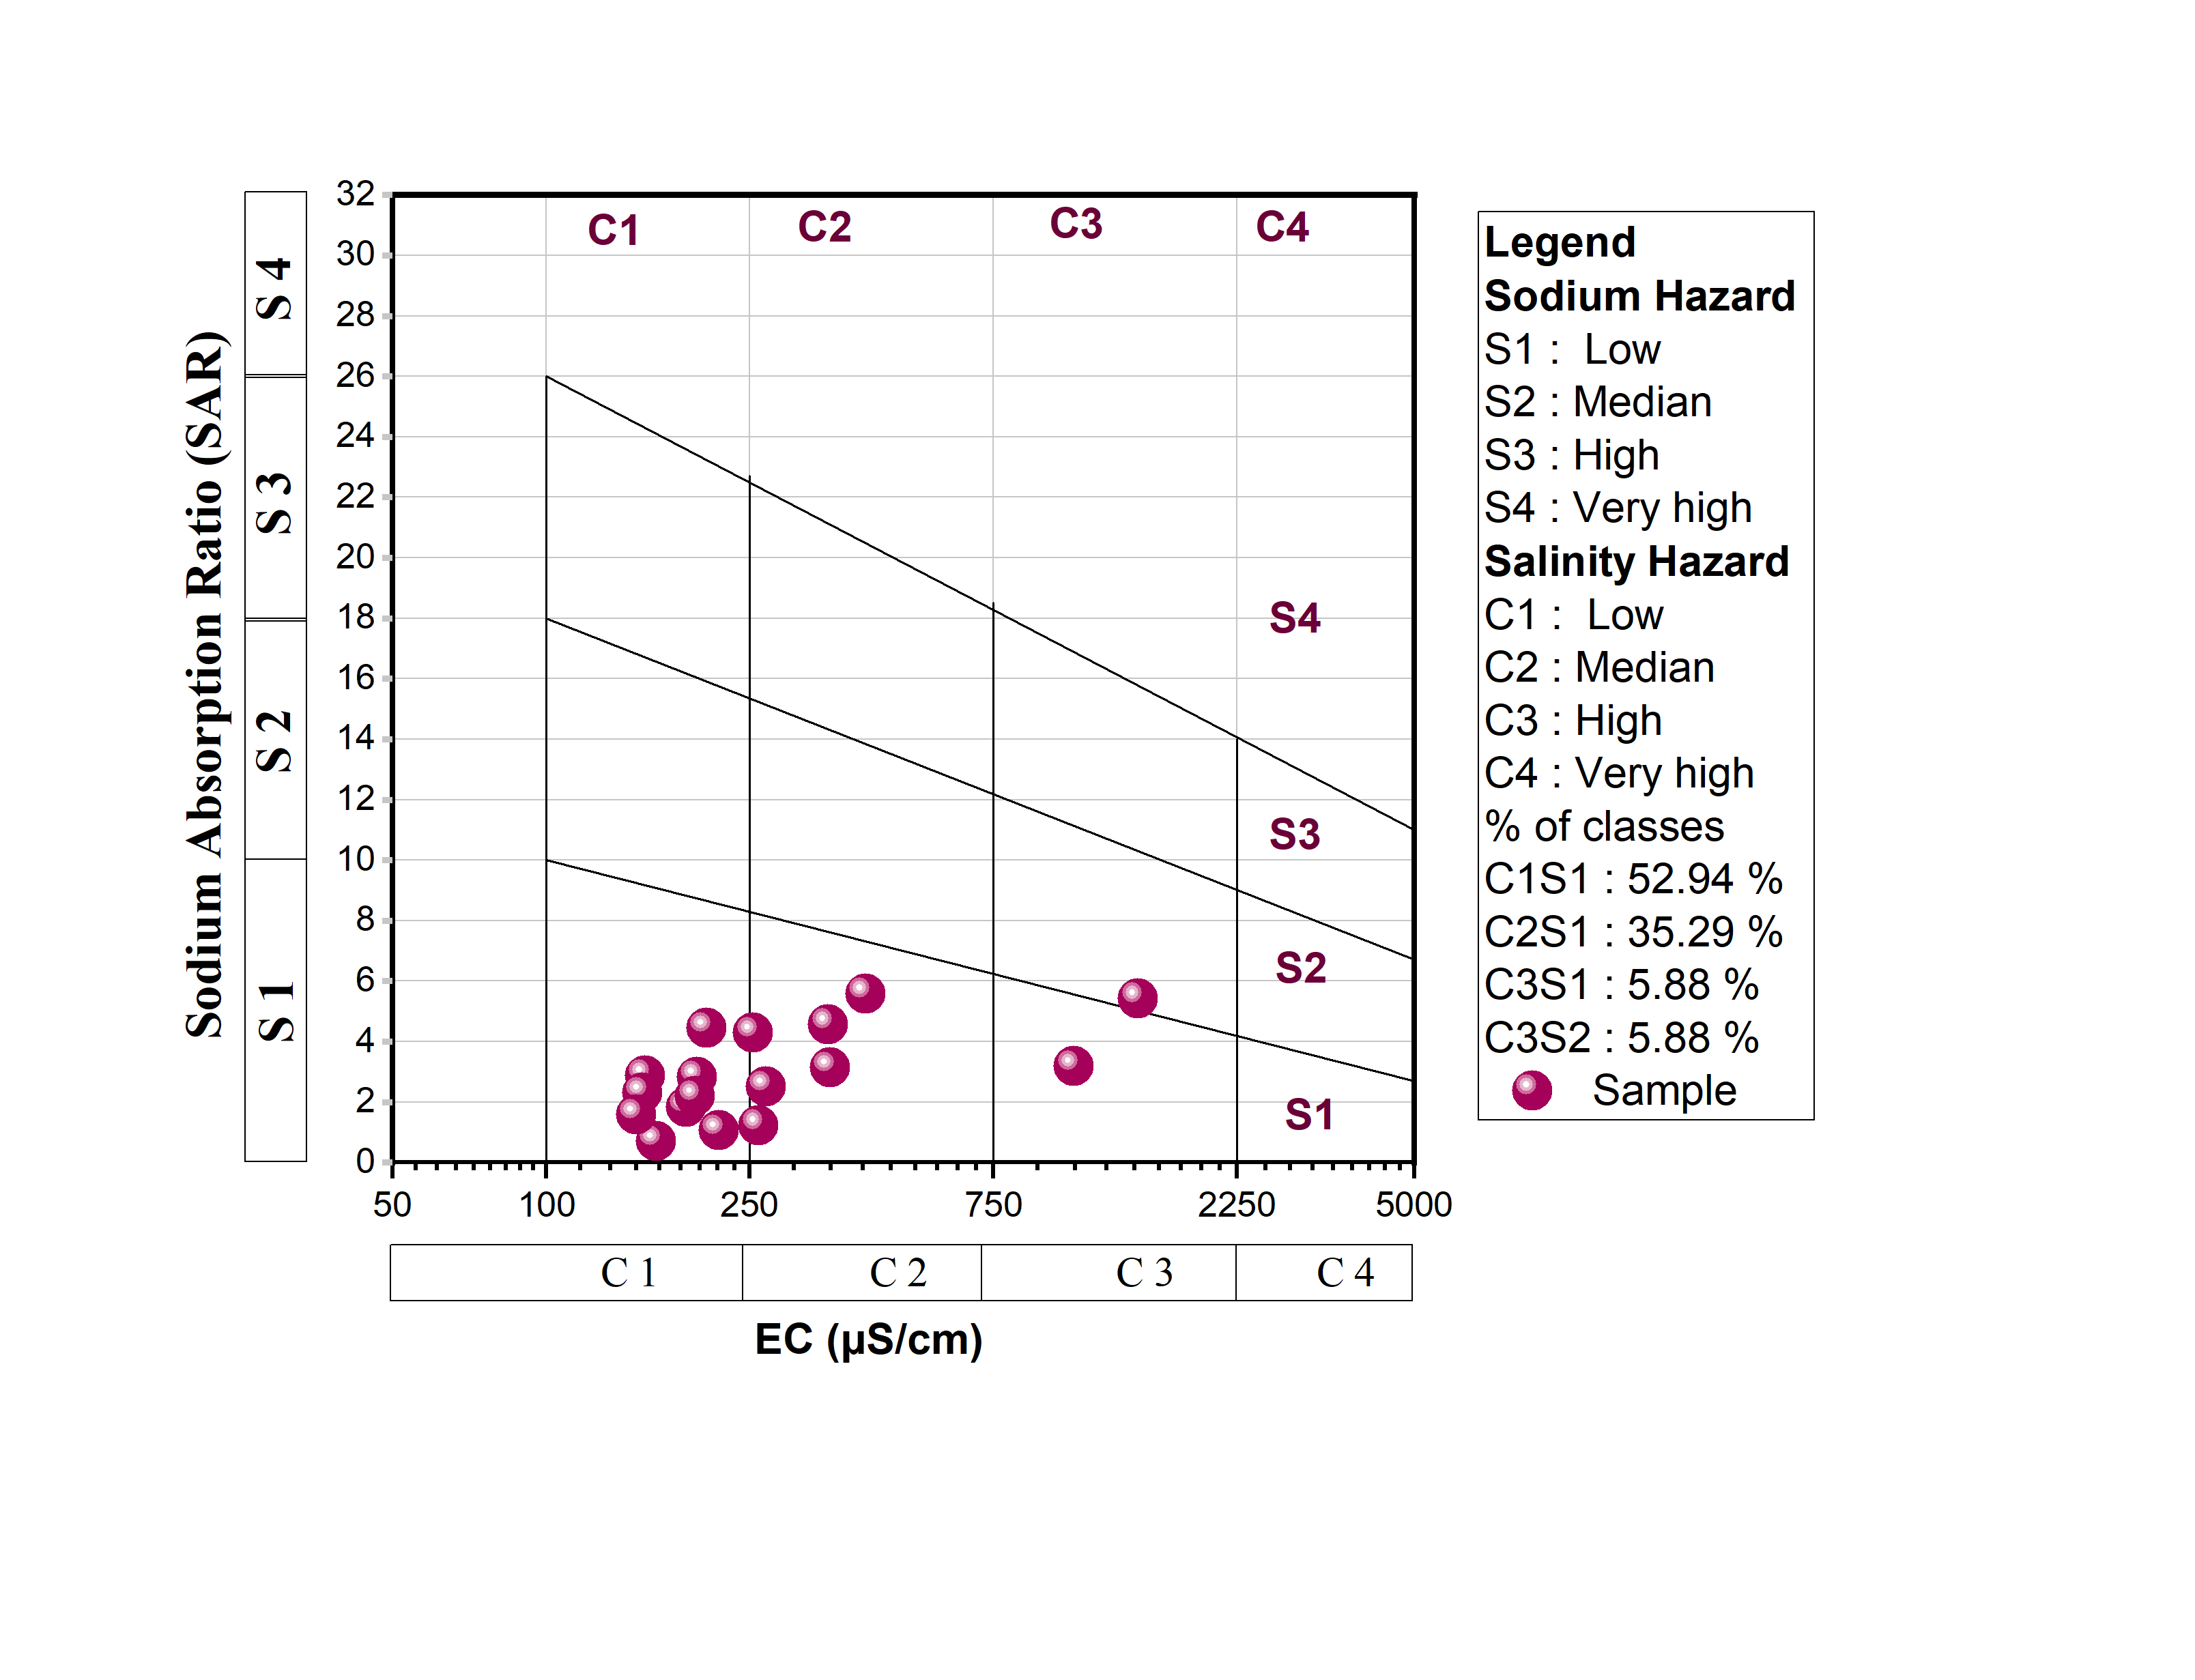 Sodium Absorption Ratio (SAR)
S 4
S 3
S 2
S 1
32
30
28
26
24
22
20
18
16
14
12
10
8
6
4
2
0
C1 C2 C3 C4
S4
S3
S2
S1
50 100 250 750 2250 5000
C 1 C 2 C 3 C 4
EC (µS/cm)
Legend
Sodium Hazard
S1 : Low
S2 : Median
S3 : High
S4 : Very high
Salinity Hazard
C1 : Low
C2 : Median
C3 : High
C4 : Very high
% of classes
C1S1 : 52.94 %
C2S1 : 35.29 %
C3S1 : 5.88 %
C3S2 : 5.88 %
Sample